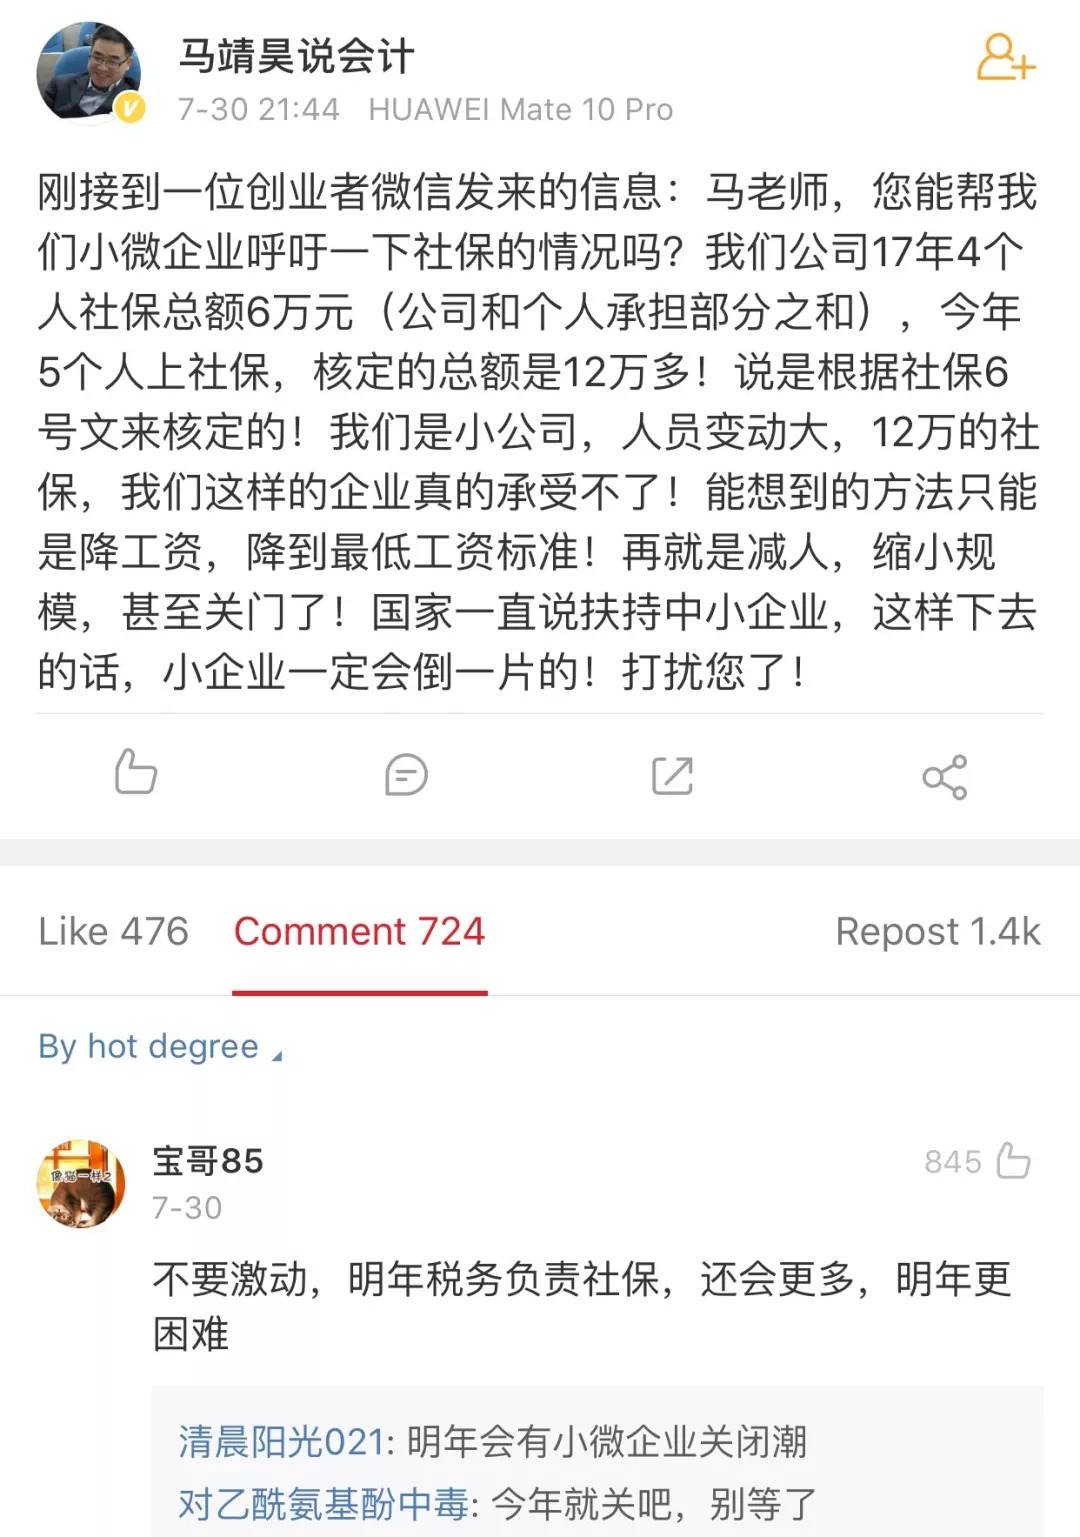 马靖昊说会计
7-30 21:44 HUAWEI Mate 10 Pro
刚接到一位创业者微信发来的信息：马老师，您能帮我
们小微企业呼吁一下社保的情况吗？我们公司17年4个
人社保总额6万元（公司和个人承担部分之和），今年
5个人上社保，核定的总额是12万多！说是根据社保6
号文来核定的！我们是小公司，人员变动大，12万的社
保，我们这样的企业真的承受不了！能想到的方法只能
是降工资，降到最低工资标准！再就是减人，缩小规
模，甚至关门了！国家一直说扶持中小企业，这样下去
的话，小企业一定会倒一片的！打扰您了！
Like 476 Comment 724 Repost 1.4k
By hot degree
像猫一样2
宝哥85
845
7-30
不要激动，明年税务负责社保，还会更多，明年更
困难
清晨阳光021: 明年会有小微企业关闭潮
对乙酰氨基酚中毒: 今年就关吧，别等了